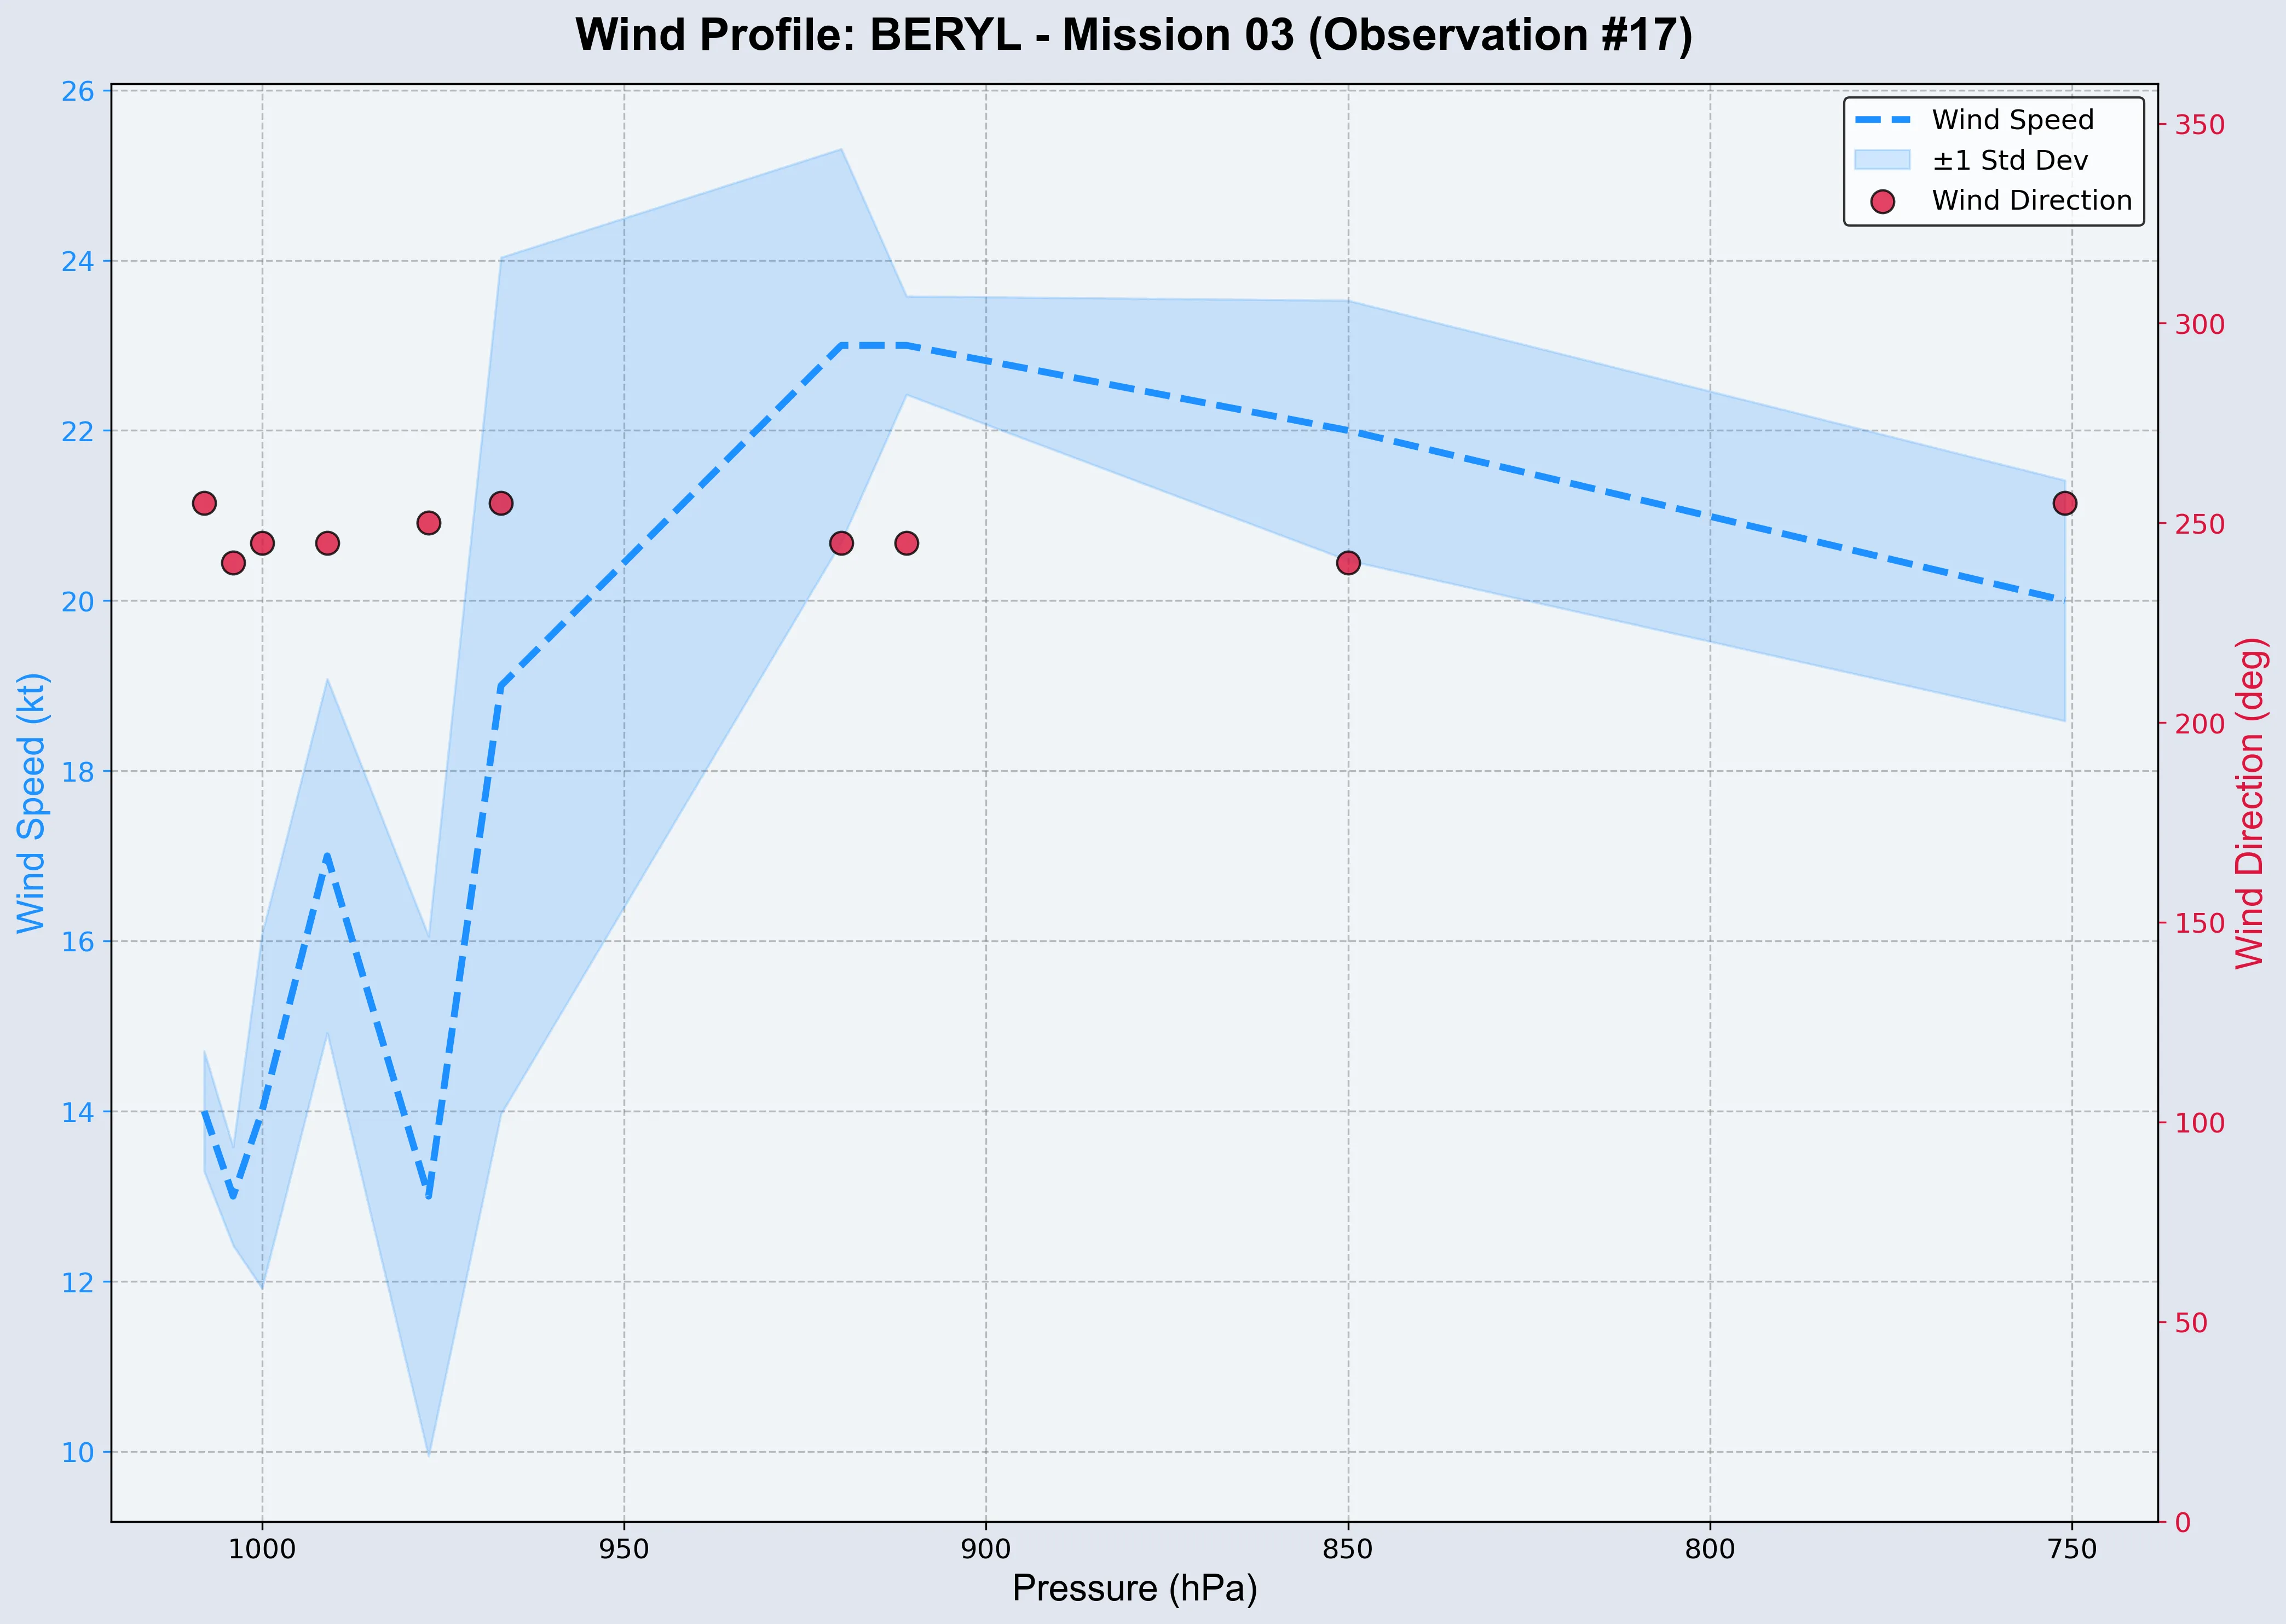 Wind Profile: BERYL - Mission 03 (Observation #17)
Wind Speed
±1 Std Dev
Wind Direction
26
24
22
20
18
16
14
12
10
Wind Speed (kt)
350
300
250
200
150
100
50
0
Wind Direction (deg)
1000 950 900 850 800 750
Pressure (hPa)